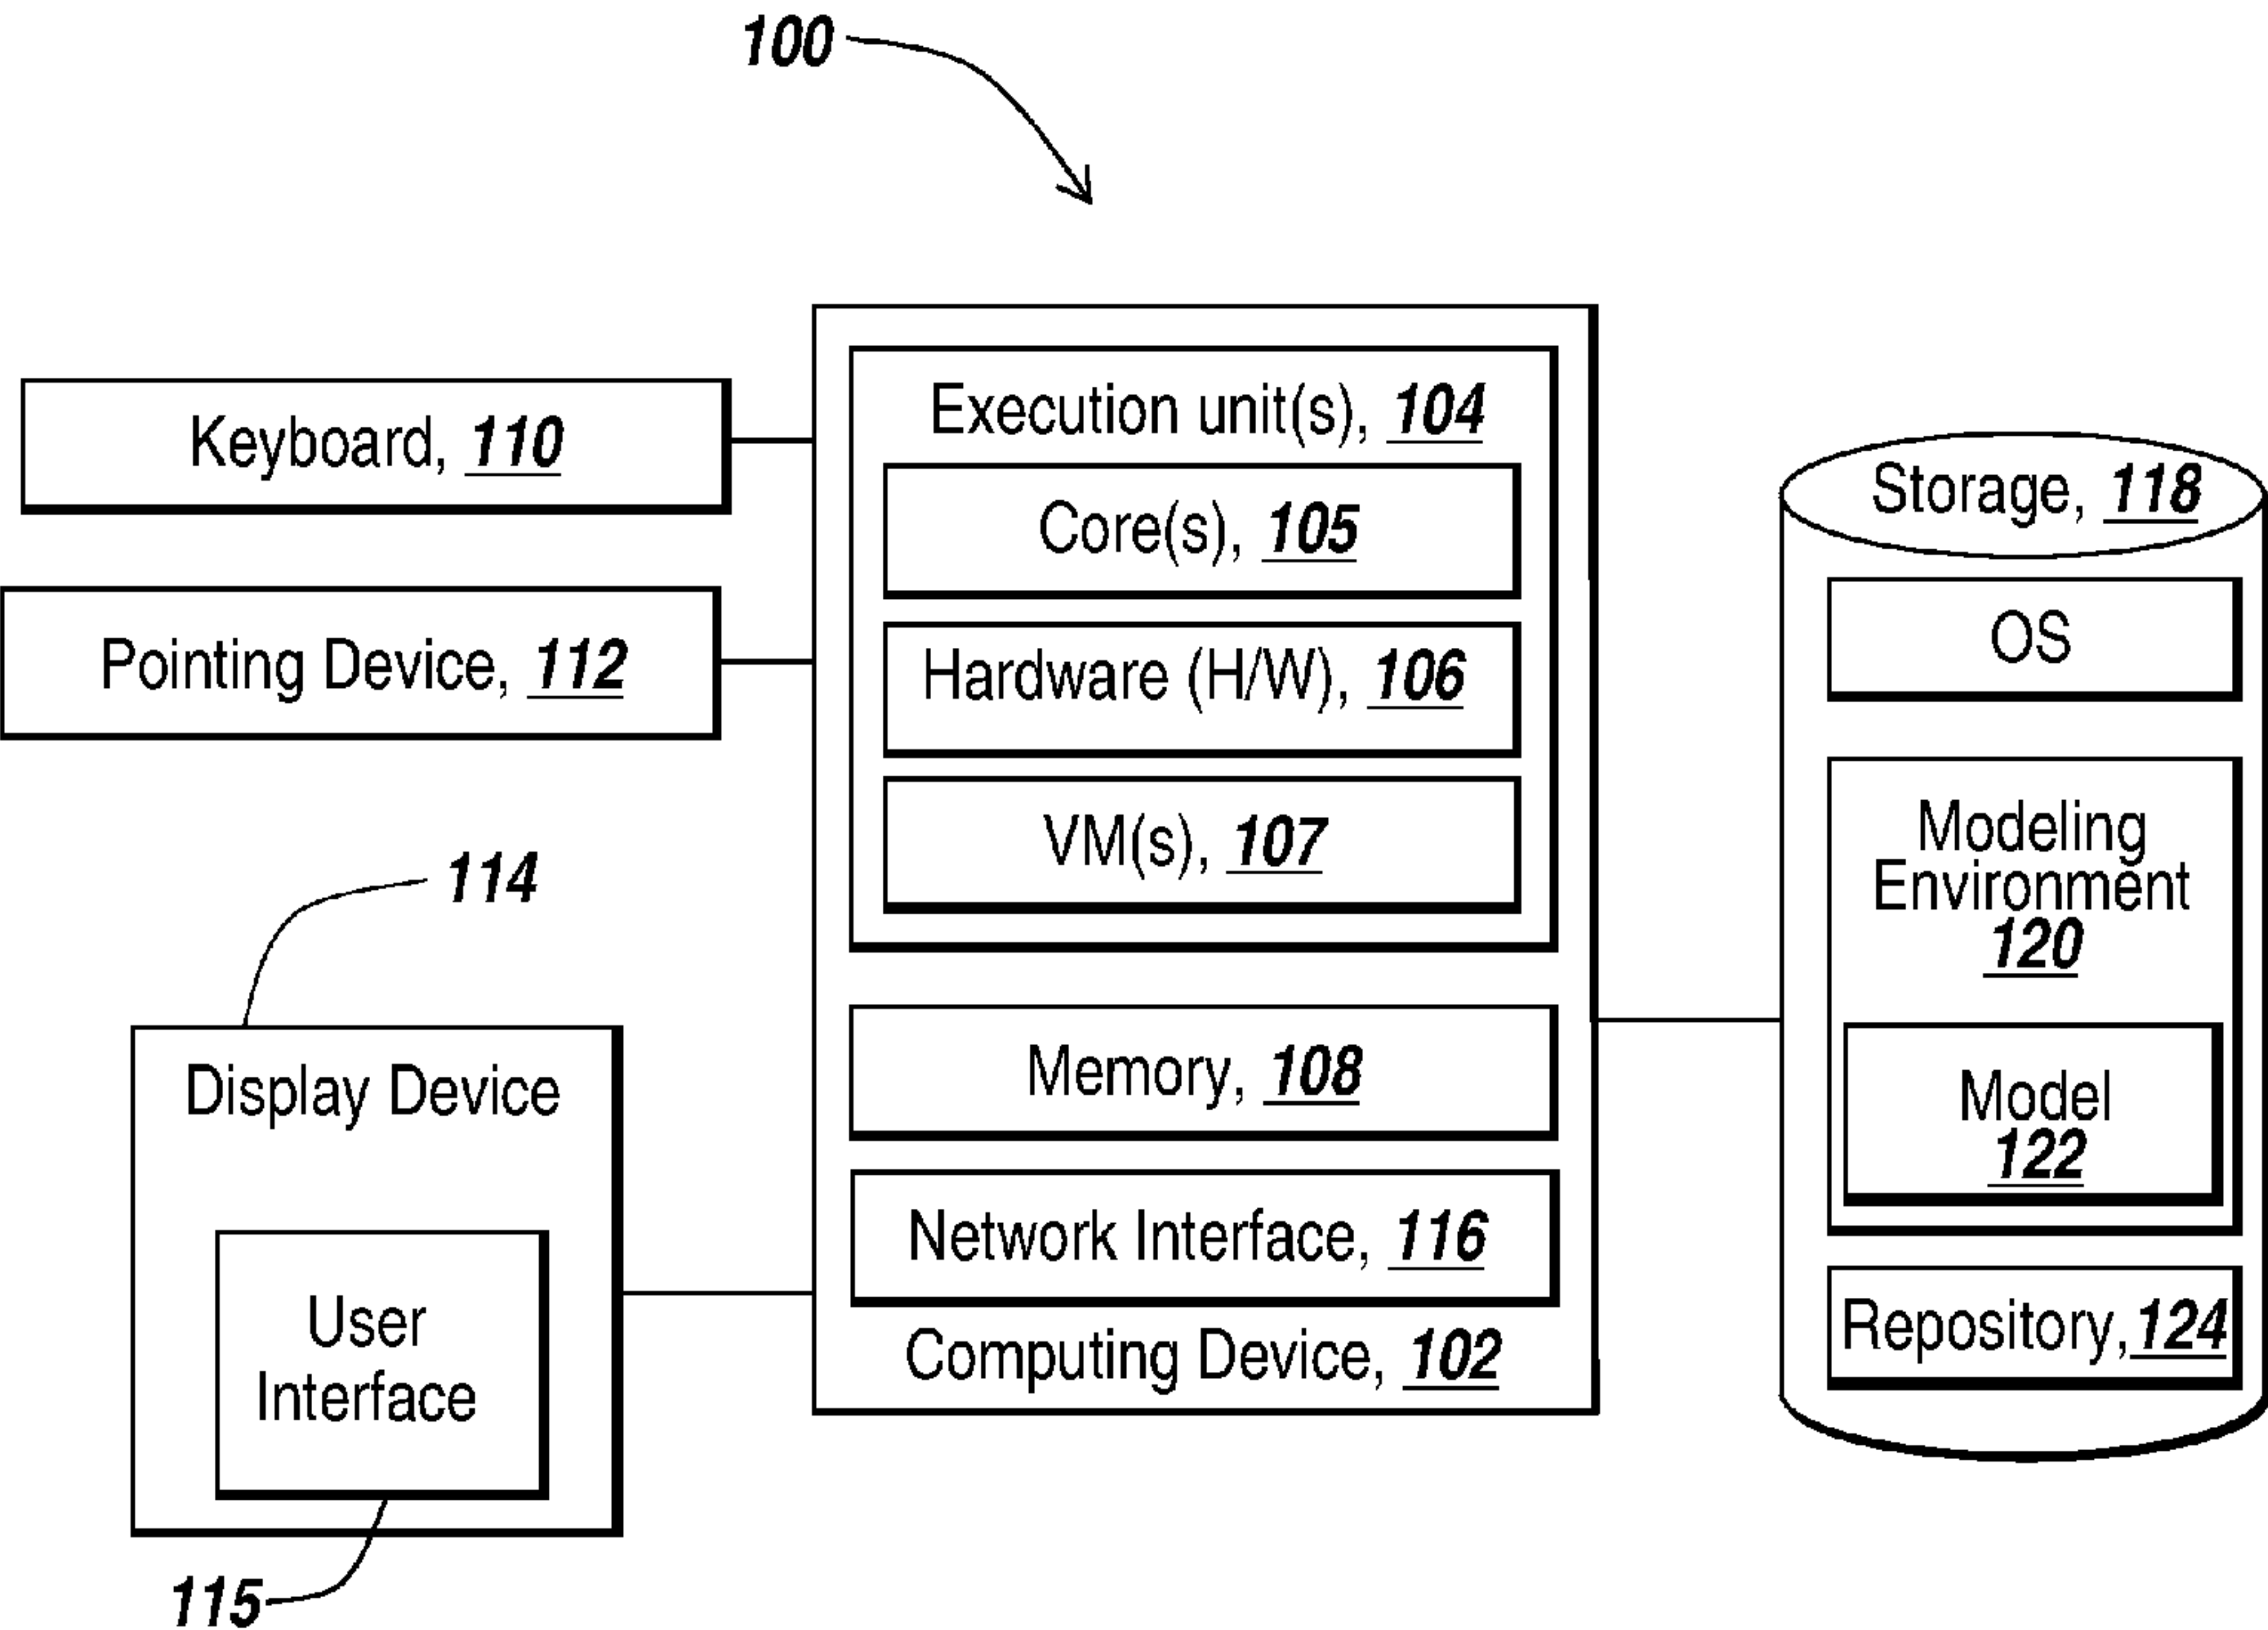 100
Keyboard, 110
Pointing Device, 112
114
Display Device
User
Interface
115
Execution unit(s), 104
Core(s), 105
Hardware (H/W), 106
VM(s), 107
Memory, 108
Network Interface, 116
Computing Device, 102
Storage, 118
OS
Modeling
Environment
120
Model
122
Repository, 124